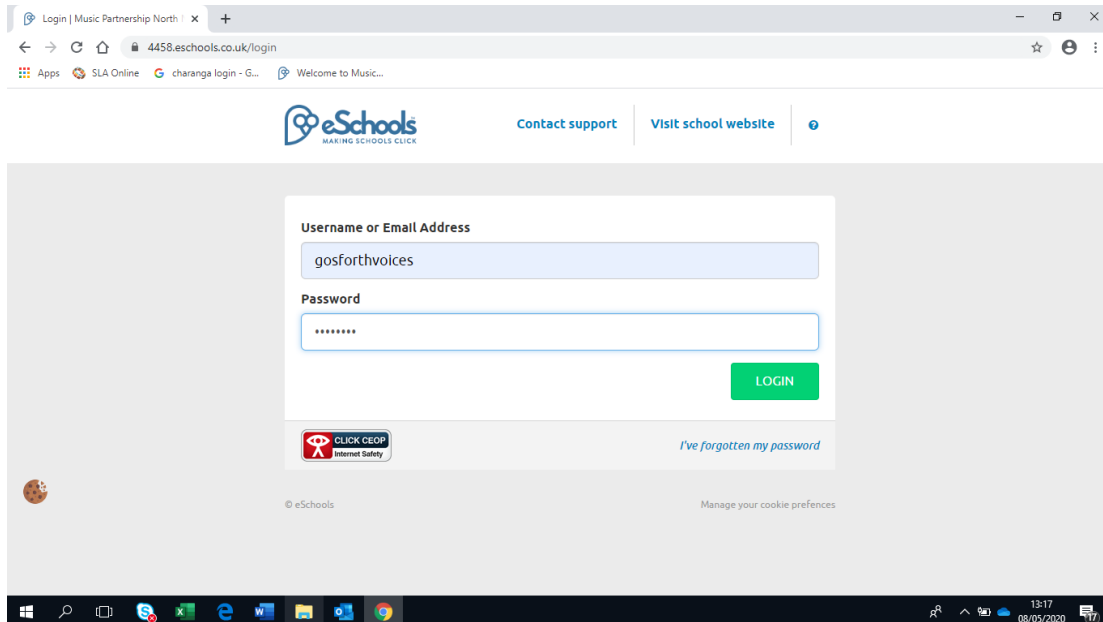 Login | Music Partnership North
4458.eschools.co.uk/login
Apps SLA Online charanga login - G... Welcome to Music...
eSchools
MAKING SCHOOLS CLICK
Contact support Visit school website
Username or Email Address
gosforthvoices
Password
••••••••
LOGIN
CLICK CEOP
Internet Safety
I've forgotten my password
© eSchools Manage your cookie prefences
13:17
08/05/2020
17